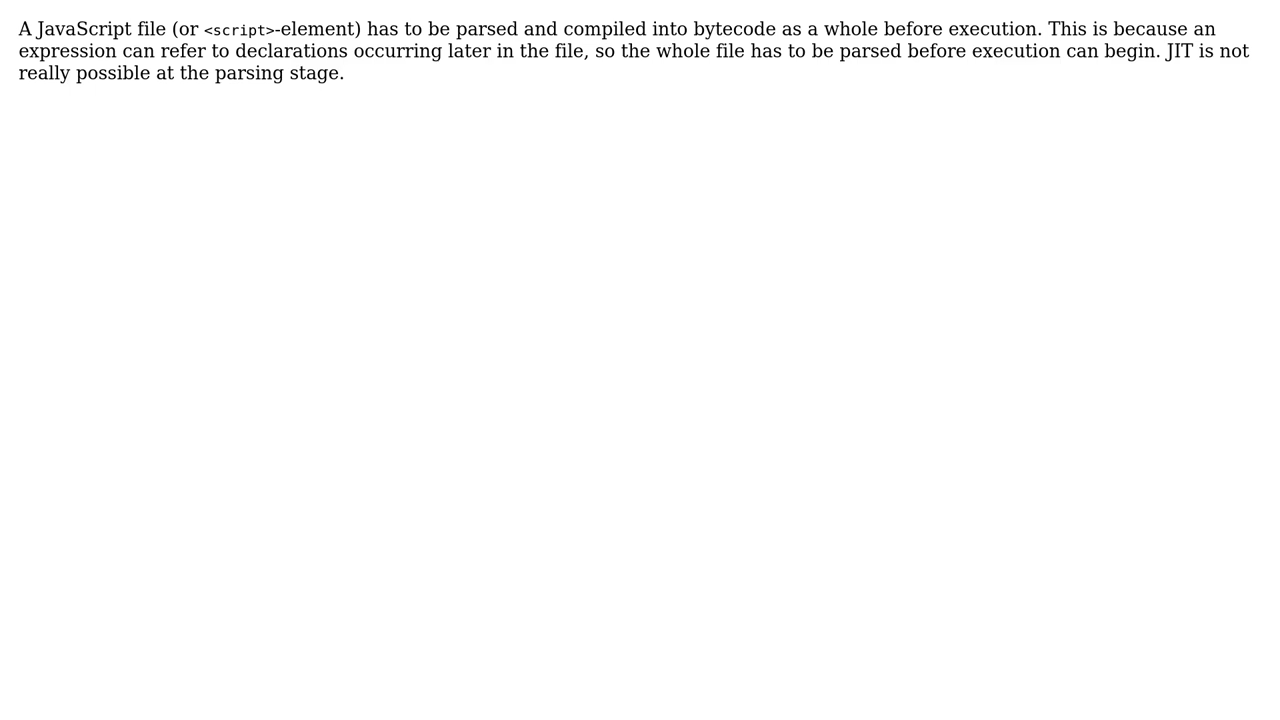 A JavaScript file (or <script>-element) has to be parsed and compiled into bytecode as a whole before execution. This is because an
expression can refer to declarations occurring later in the file, so the whole file has to be parsed before execution can begin. JIT is not
really possible at the parsing stage.